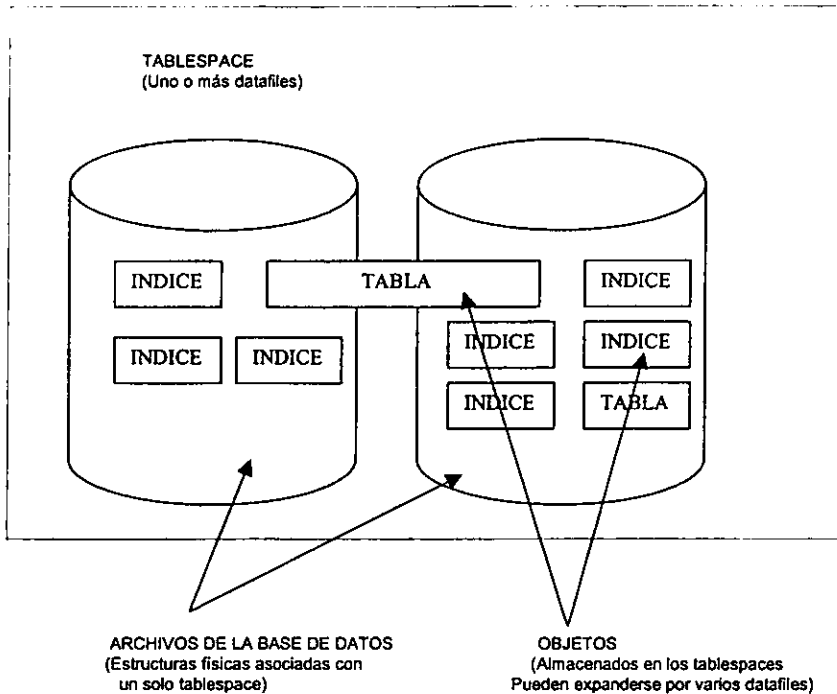 TABLESPACE
(Uno o más datafiles)
INDICE
TABLA
INDICE
INDICE
INDICE
INDICE
INDICE
INDICE
TABLA
ARCHIVOS DE LA BASE DE DATOS
(Estructuras físicas asociadas con
un solo tablespace)
OBJETOS
(Almacenados en los tablespaces
Pueden expanderse por varios datafiles)